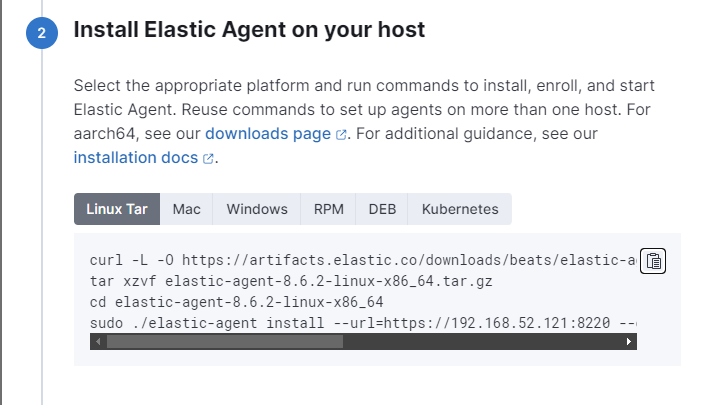 2
Install Elastic Agent on your host
Select the appropriate platform and run commands to install, enroll, and start
Elastic Agent. Reuse commands to set up agents on more than one host. For
aarch64, see our downloads page. For additional guidance, see our
installation docs.
Linux Tar Mac Windows RPM DEB Kubernetes
curl -L -O https://artifacts.elastic.co/downloads/beats/elastic-a
tar xzvf elastic-agent-8.6.2-linux-x86_64.tar.gz
cd elastic-agent-8.6.2-linux-x86_64
sudo ./elastic-agent install --url=https://192.168.52.121:8220 --